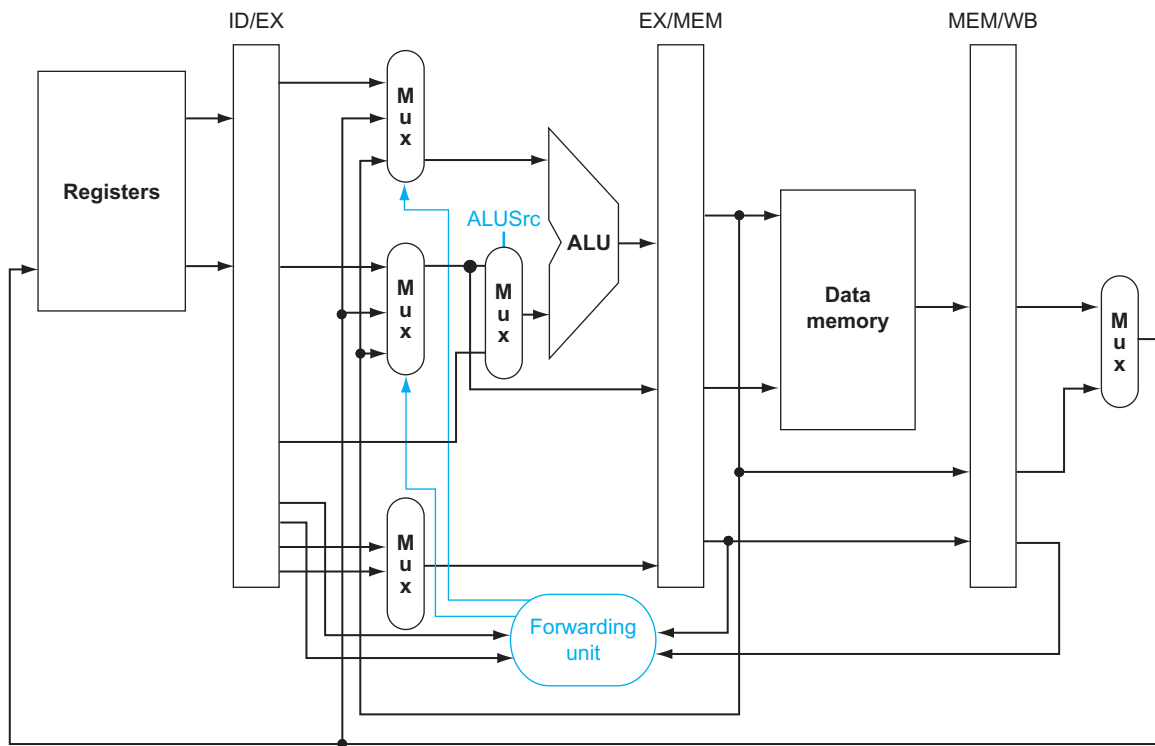 ID/EX
EX/MEM
MEM/WB
Registers
M
u
x
ALUSrc
M
u
x
M
u
x
ALU
Data
memory
M
u
x
M
u
x
Forwarding
unit